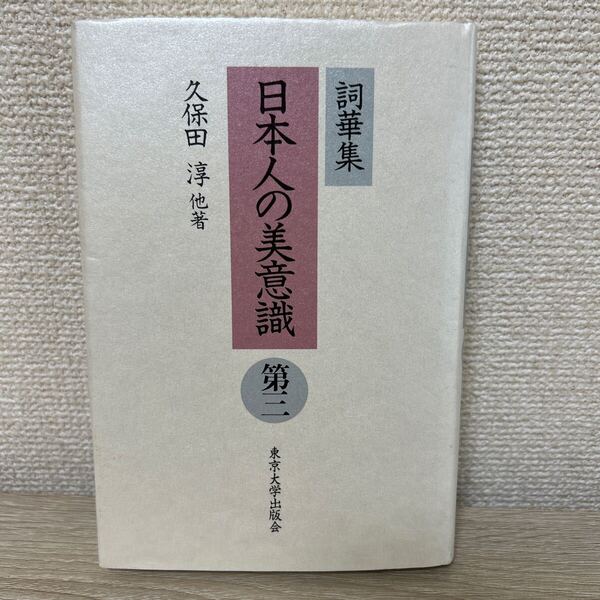 詞華集
日本人の美意識
第三
久保田 淳 他著
東京大学出版会